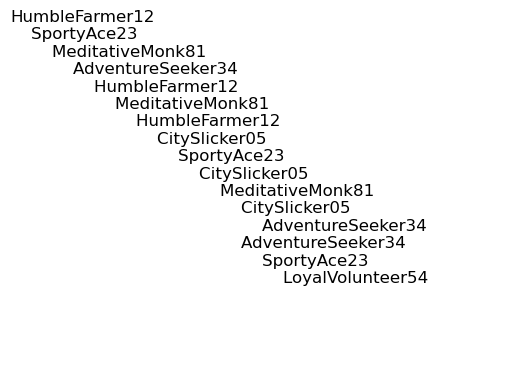 HumbleFarmer12
SportyAce23
MeditativeMonk81
AdventureSeeker34
HumbleFarmer12
MeditativeMonk81
HumbleFarmer12
CitySlicker05
SportyAce23
CitySlicker05
MeditativeMonk81
CitySlicker05
AdventureSeeker34
AdventureSeeker34
SportyAce23
LoyalVolunteer54